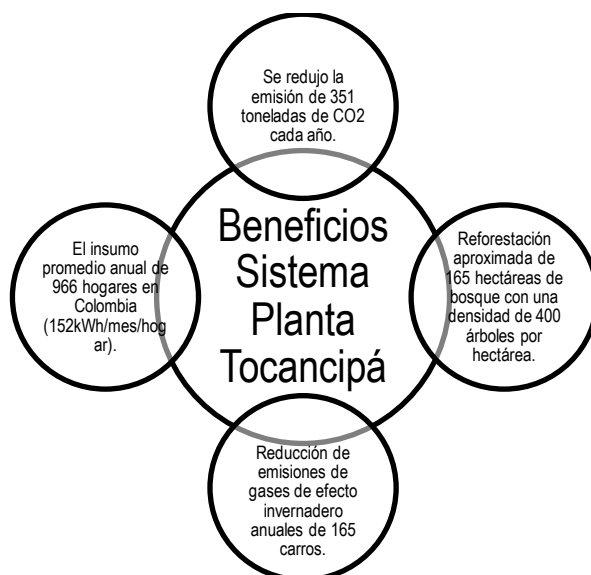 Se redujo la
emisión de 351
toneladas de CO2
cada año.
Beneficios
Sistema
Planta
Tocancipá
El insumo
promedio anual de
966 hogares en
Colombia
(152kWh/mes/hog
ar).
Reforestación
aproximada de
165 hectáreas de
bosque con una
densidad de 400
árboles por
hectárea.
Reducción de
emisiones de
gases de efecto
invernadero
anuales de 165
carros.